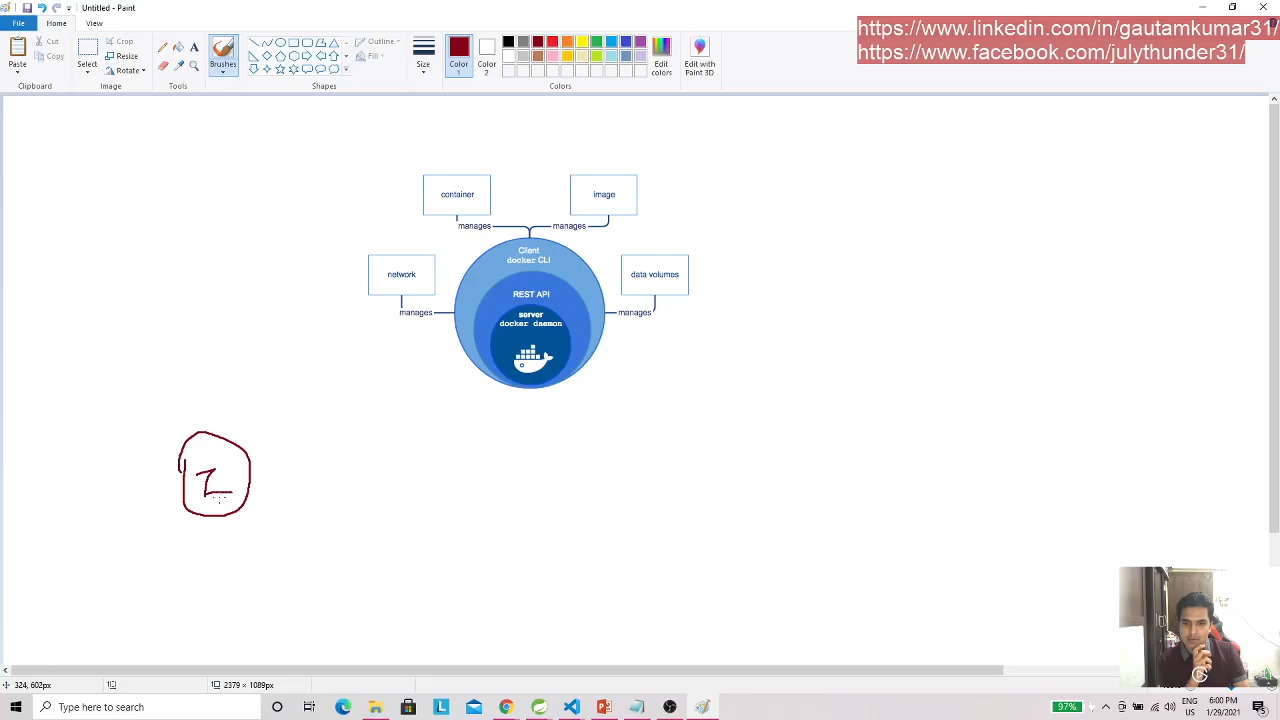 Untitled - Paint
File
Home
View
https://www.linkedin.com/in/gautamkumar31/
https://www.facebook.com/julythunder31/
Paste
Cut
Copy
Clipboard
Select
Crop
Resize
Rotate
Image
Tools
Brushes
Shapes
Outline
Fill
Size
Color 1
Color 2
Edit colors
Colors
Edit with Paint 3D
container
image
manages
manages
Client
docker CLI
network
data volumes
REST API
manages
manages
server
docker daemon
324, 602px
2379 × 1089px
Type here to search
97%
6:00 PM
US
1/29/2021